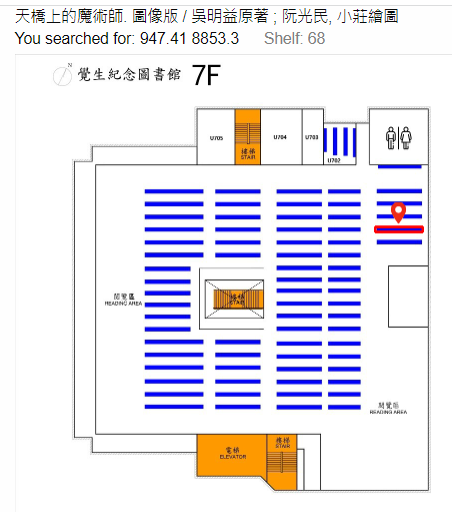 天橋上的魔術師. 圖像版 / 吳明益原著 ; 阮光民, 小莊繪圖
You searched for: 947.41 8853.3 Shelf: 68
覺生紀念圖書館 7F
U705
樓梯
STAIR
U704
U703
U702
閱覽區
READING AREA
樓梯
STAIR
閱覽區
READING AREA
電梯
ELEVATOR
樓梯
STAIR